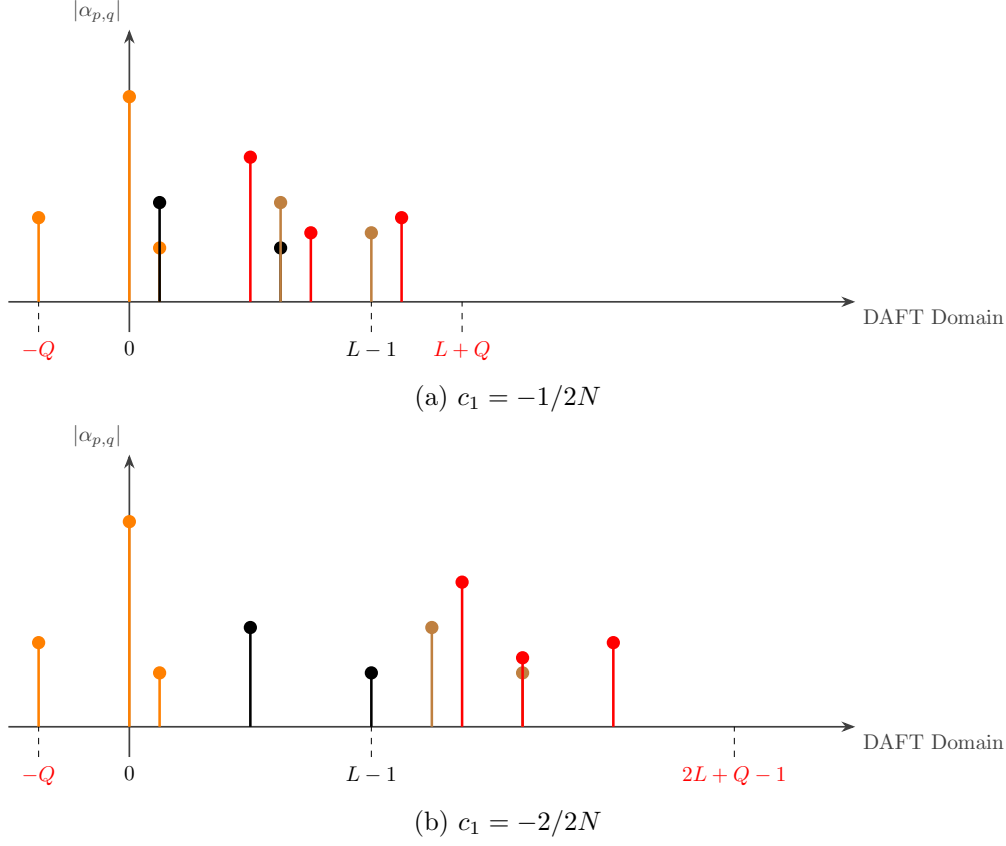 |α_{p,q}|
DAFT Domain
−Q 0 L − 1 L + Q
(a) c_1 = −1/2N
|α_{p,q}|
DAFT Domain
−Q 0 L − 1 2L + Q − 1
(b) c_1 = −2/2N